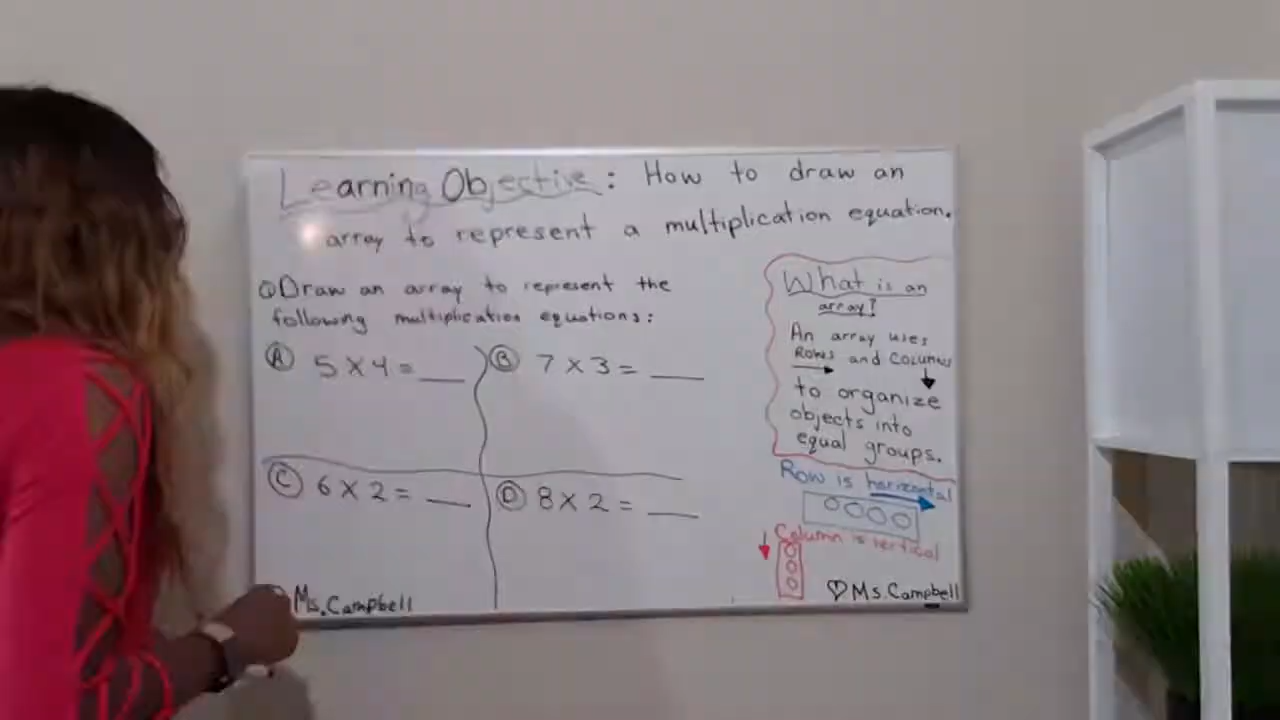 Learning Objective: How to draw an
array to represent a multiplication equation.
① Draw an array to represent the
following multiplication equations:
Ⓐ 5 x 4 = ___
Ⓑ 7 x 3 = ___
Ⓒ 6 x 2 = ___
Ⓓ 8 x 2 = ___
Ms. Campbell
What is an
array?
An array uses
Rows and Columns
to organize
objects into
equal groups.
Row is horizontal
Column is vertical
♡ Ms. Campbell